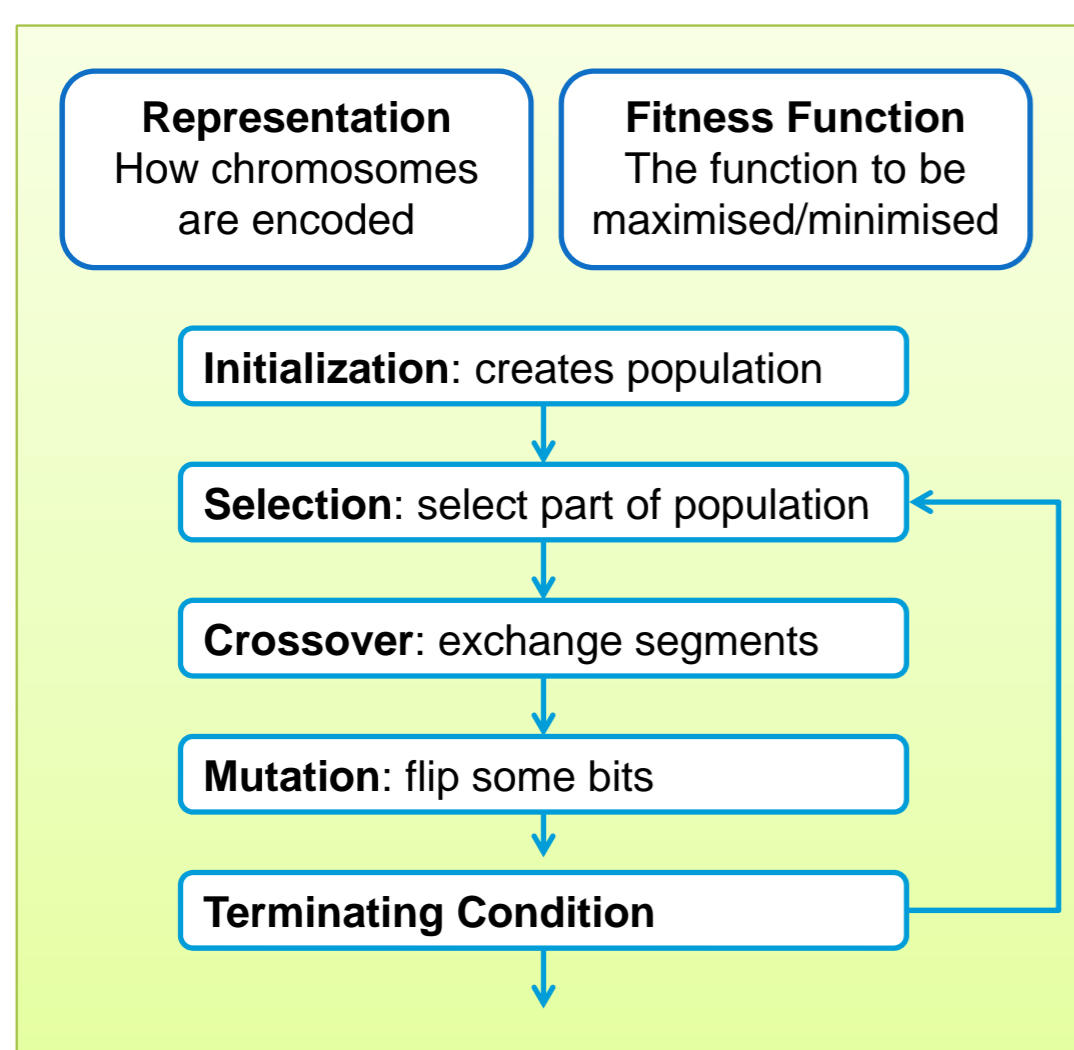 Representation
How chromosomes
are encoded
Fitness Function
The function to be
maximised/minimised
Initialization: creates population
Selection: select part of population
Crossover: exchange segments
Mutation: flip some bits
Terminating Condition